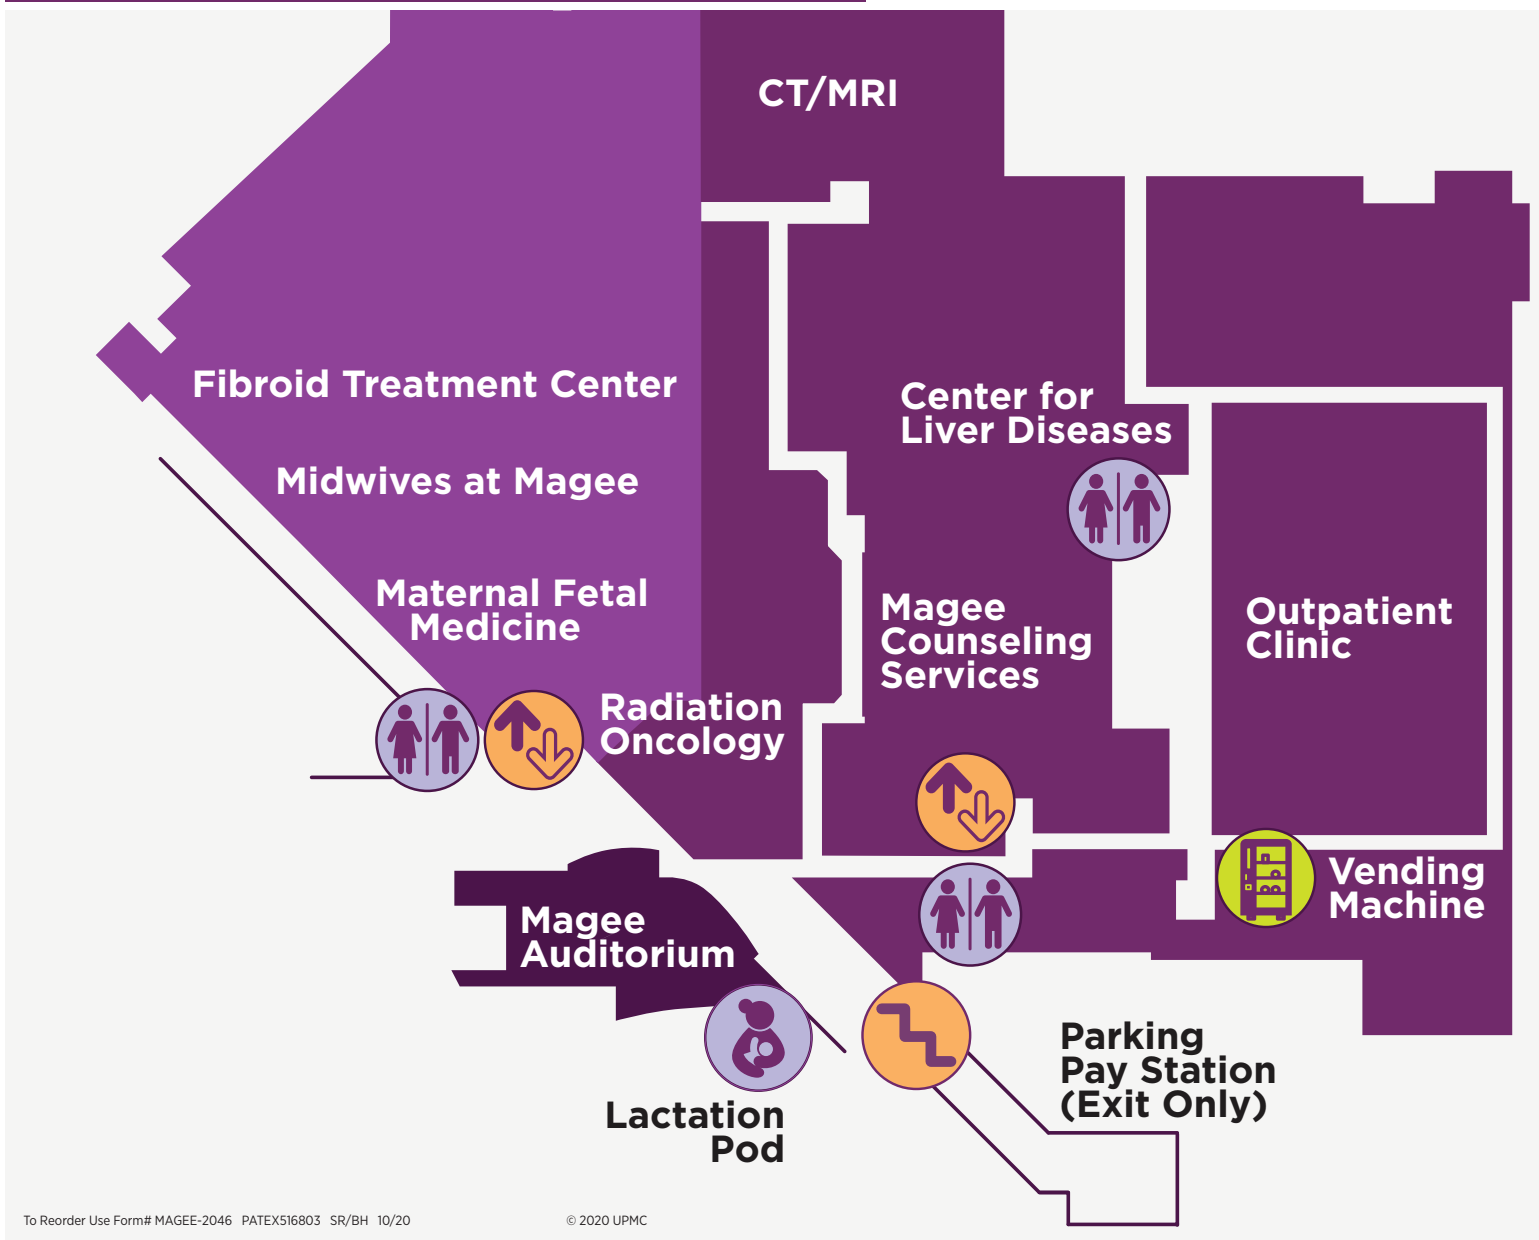 CT/MRI
Fibroid Treatment Center
Center for
Liver Diseases
Midwives at Magee
Maternal Fetal
Medicine
Magee
Counseling
Services
Outpatient
Clinic
Radiation
Oncology
Vending
Machine
Magee
Auditorium
Parking
Pay Station
(Exit Only)
Lactation
Pod
To Reorder Use Form# MAGEE-2046 PATEX516803 SR/BH 10/20 © 2020 UPMC